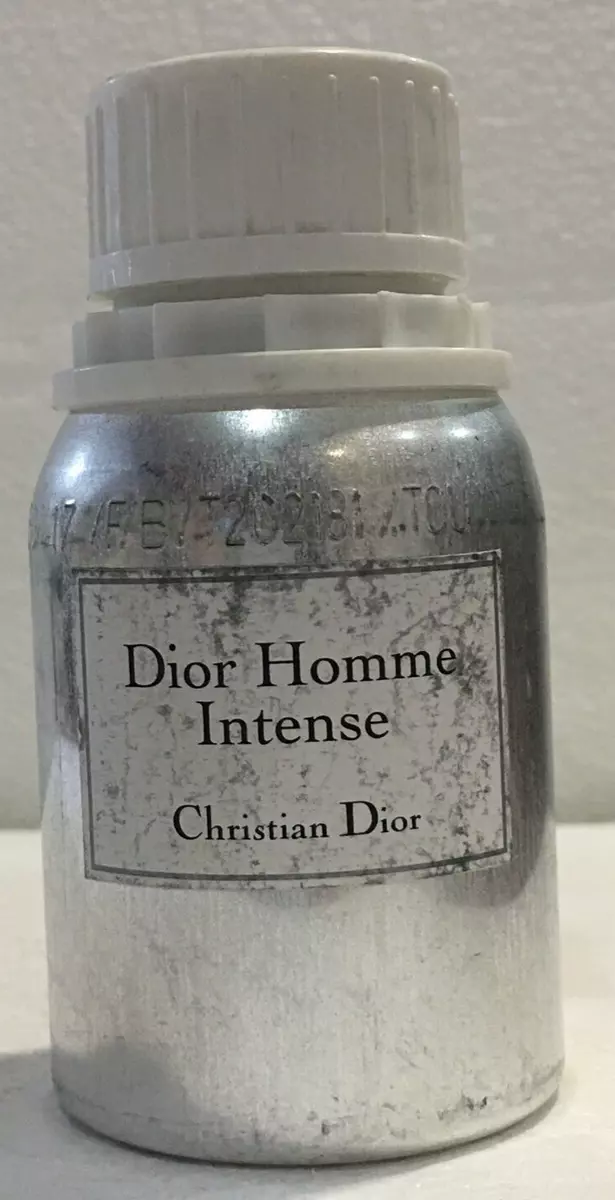 Dior Homme
Intense
Christian Dior